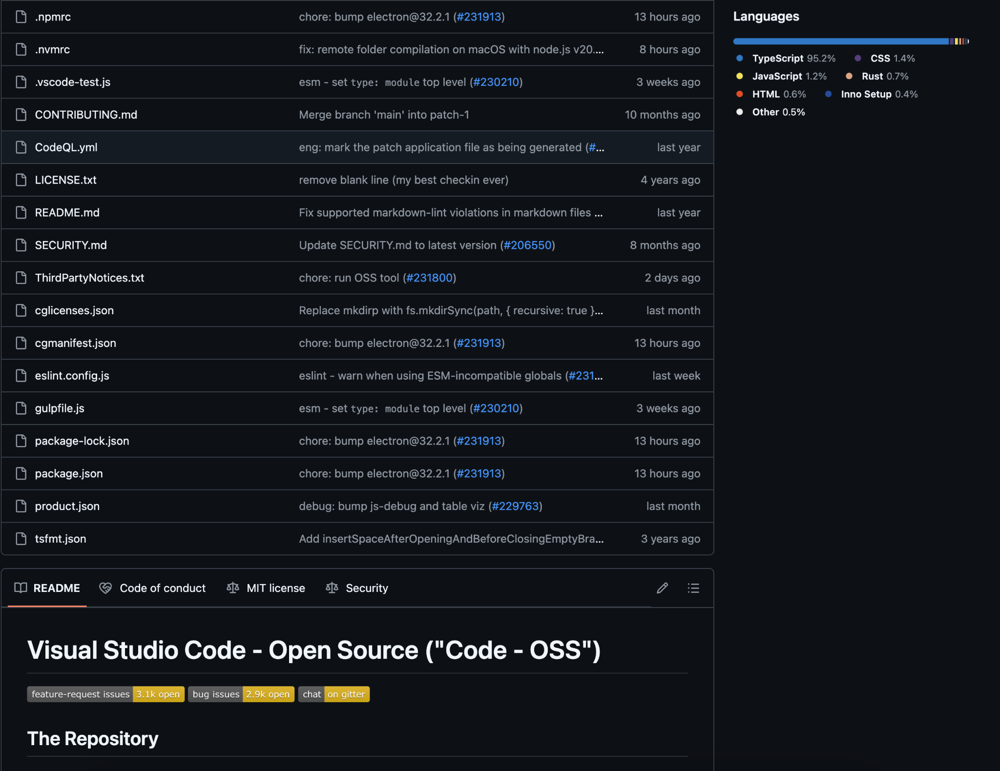 .npmrc chore: bump electron@32.2.1 (#231913) 13 hours ago
.nvmrc fix: remote folder compilation on macOS with node.js v20.... 8 hours ago
.vscode-test.js esm - set type: module top level (#230210) 3 weeks ago
CONTRIBUTING.md Merge branch 'main' into patch-1 10 months ago
CodeQL.yml eng: mark the patch application file as being generated (#... last year
LICENSE.txt remove blank line (my best checkin ever) 4 years ago
README.md Fix supported markdown-lint violations in markdown files ... last year
SECURITY.md Update SECURITY.md to latest version (#206550) 8 months ago
ThirdPartyNotices.txt chore: run OSS tool (#231800) 2 days ago
cglicenses.json Replace mkdirp with fs.mkdirSync(path, { recursive: true }... last month
cgmanifest.json chore: bump electron@32.2.1 (#231913) 13 hours ago
eslint.config.js eslint - warn when using ESM-incompatible globals (#231... last week
gulpfile.js esm - set type: module top level (#230210) 3 weeks ago
package-lock.json chore: bump electron@32.2.1 (#231913) 13 hours ago
package.json chore: bump electron@32.2.1 (#231913) 13 hours ago
product.json debug: bump js-debug and table viz (#229763) last month
tsfmt.json Add insertSpaceAfterOpeningAndBeforeClosingEmptyBra... 3 years ago
README Code of conduct MIT license Security
Visual Studio Code - Open Source ("Code - OSS")
feature-request issues 3.1k open bug issues 2.9k open chat on gitter
The Repository
Languages
TypeScript 95.2% CSS 1.4%
JavaScript 1.2% Rust 0.7%
HTML 0.6% Inno Setup 0.4%
Other 0.5%